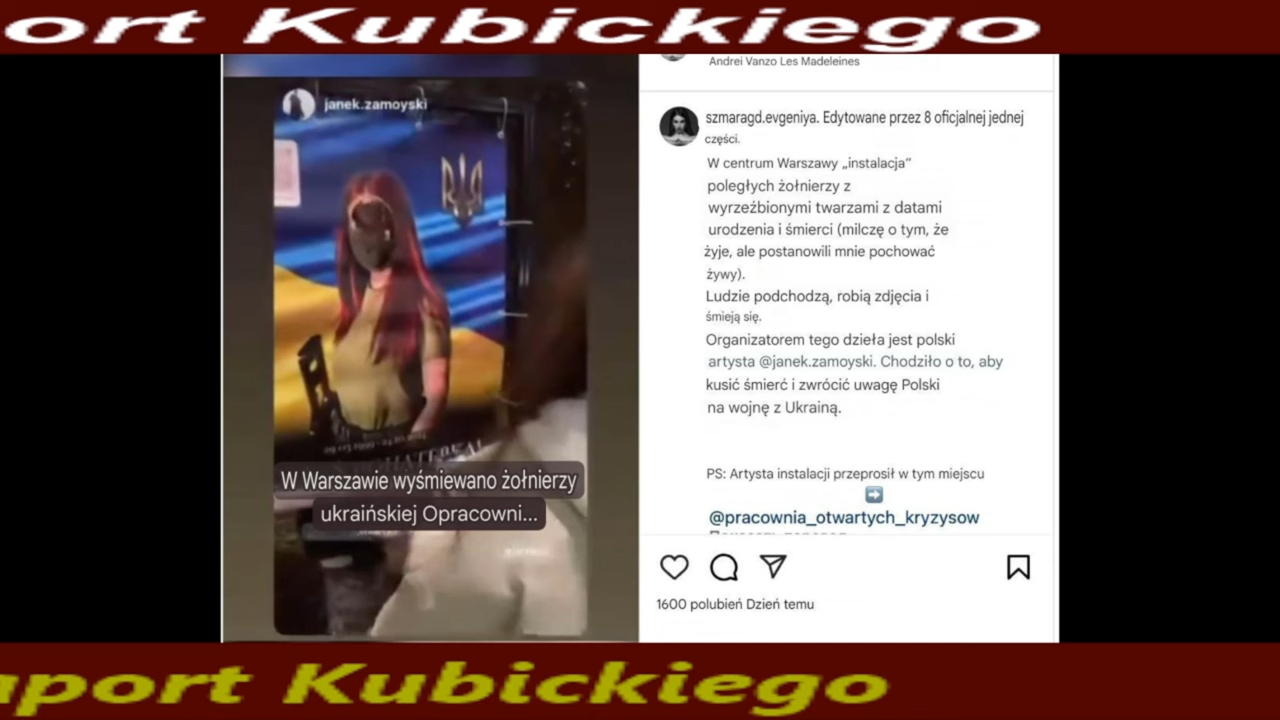 ort Kubickiego
Andrei Vanzo Les Madeleines
janek.zamoyski
szmaragd.evgeniya. Edytowane przez 8 oficjalnej jednej
części.
W centrum Warszawy „instalacja”
poległych żołnierzy z
wyrzeźbionymi twarzami z datami
urodzenia i śmierci (milczę o tym, że
żyje, ale postanowili mnie pochować
żywy).
Ludzie podchodzą, robią zdjęcia i
śmieją się.
Organizatorem tego dzieła jest polski
artysta @janek.zamoyski. Chodziło o to, aby
kusić śmierć i zwrócić uwagę Polski
na wojnę z Ukrainą.
PS: Artysta instalacji przeprosił w tym miejscu
@pracownia_otwartych_kryzysow
W Warszawie wyśmiewano żołnierzy
ukraińskiej Opracowni...
1600 polubień Dzień temu
aport Kubickiego